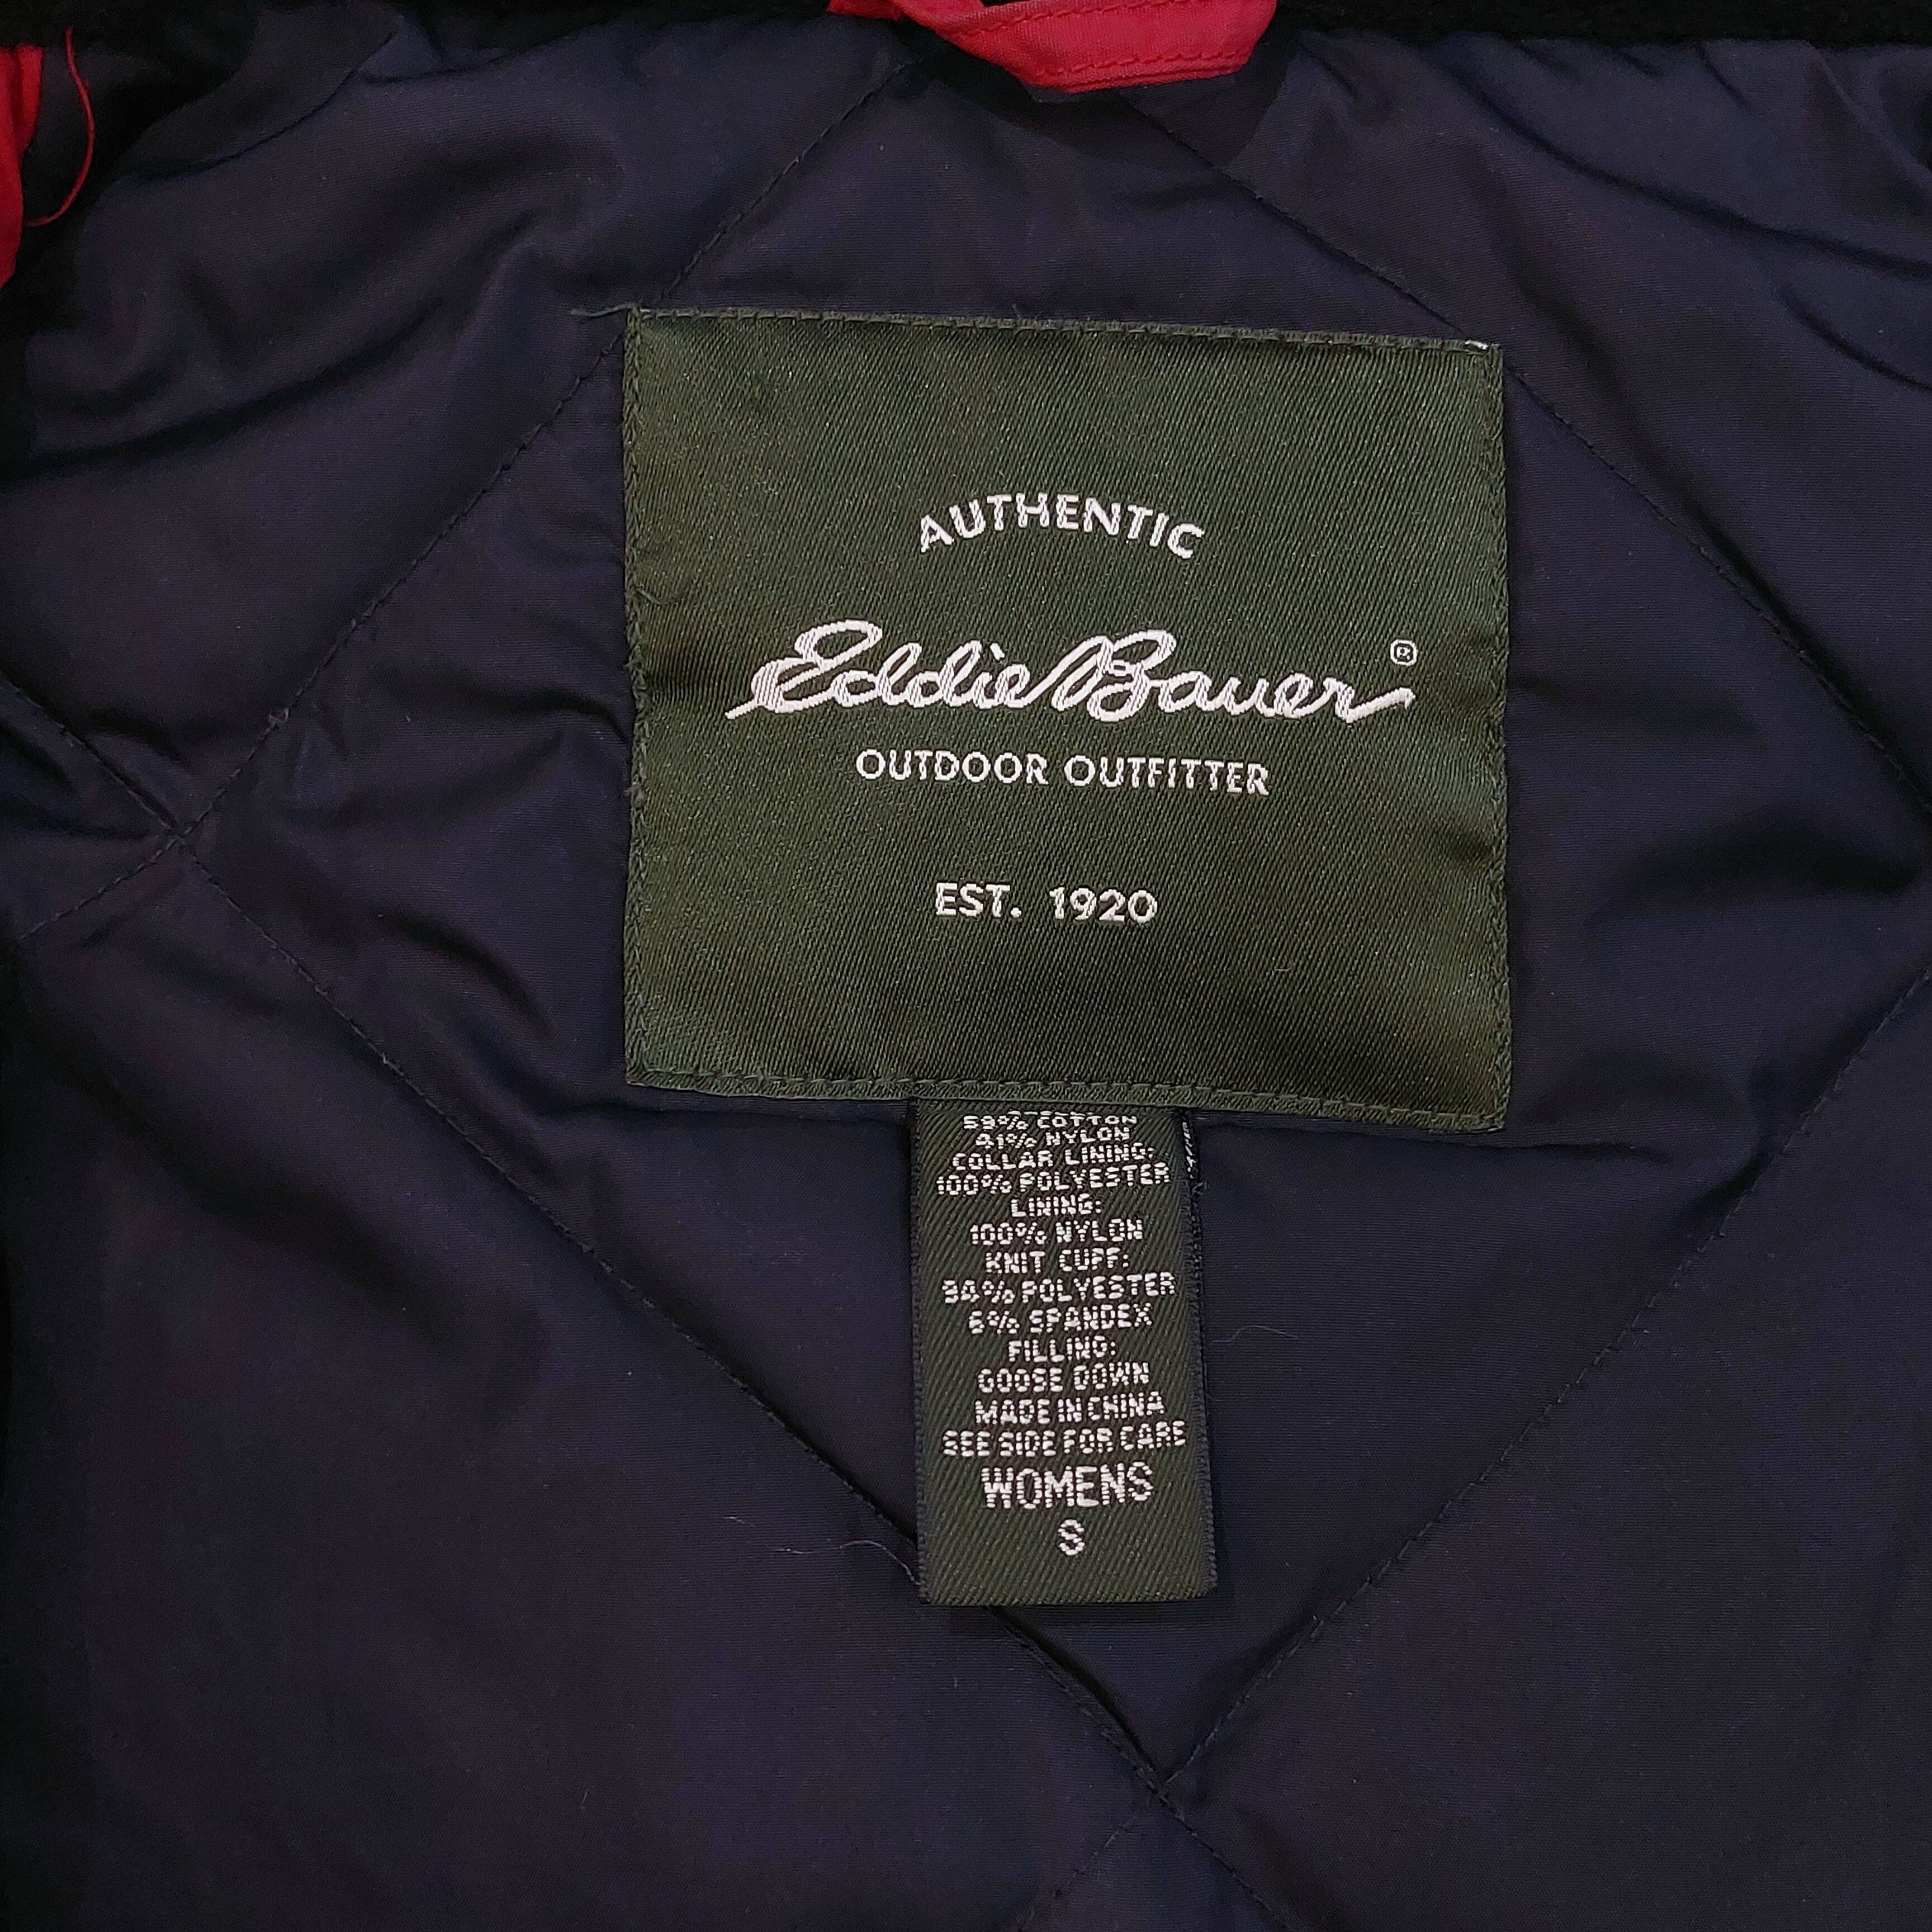 AUTHENTIC
Eddie Bauer®
OUTDOOR OUTFITTER
EST. 1920
59% COTTON
41% NYLON
COLLAR LINING:
100% POLYESTER
LINING:
100% NYLON
KNIT CUFF:
94% POLYESTER
6% SPANDEX
FILLING:
GOOSE DOWN
MADE IN CHINA
SEE SIDE FOR CARE
WOMENS
S